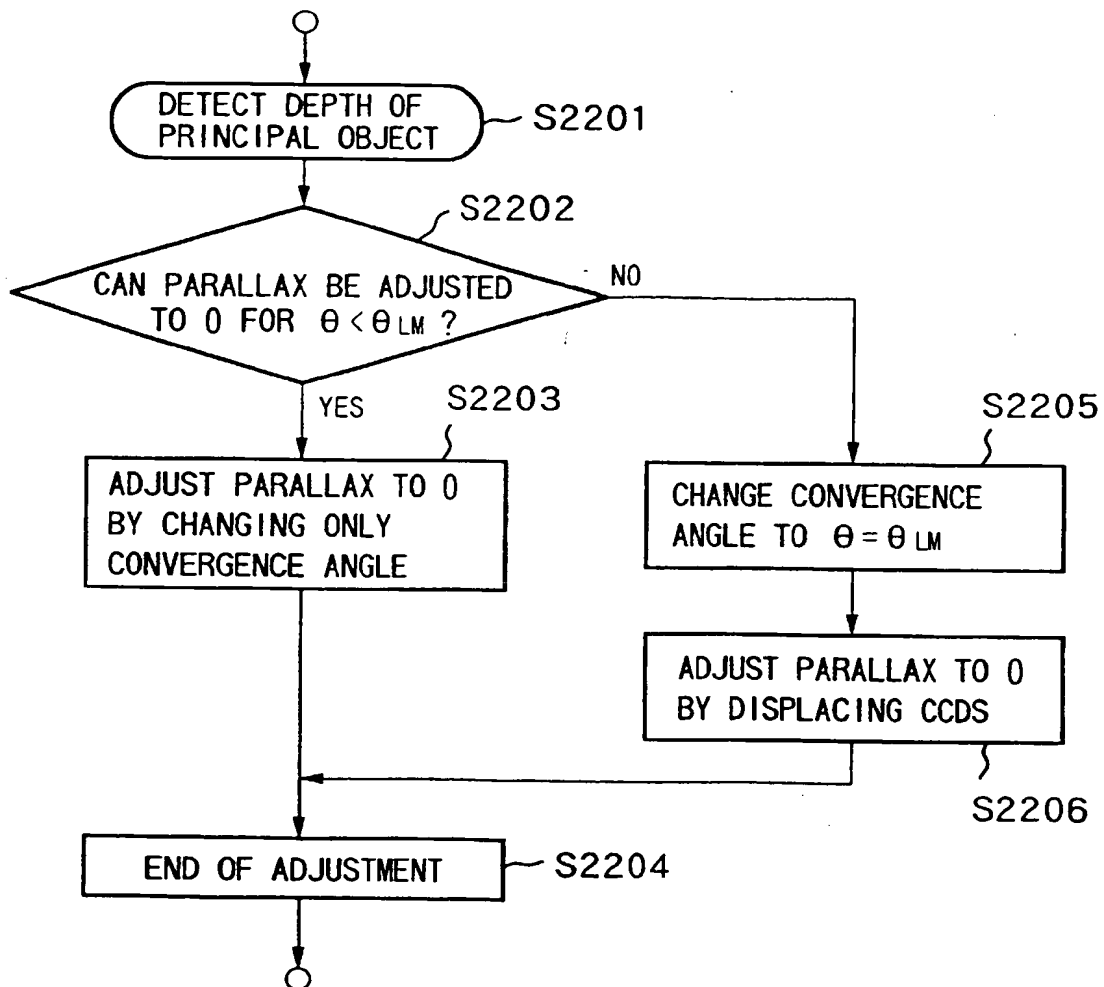 DETECT DEPTH OF
PRINCIPAL OBJECT
S2201
S2202
CAN PARALLAX BE ADJUSTED
TO 0 FOR θ < θLM ?
NO
YES
S2203
ADJUST PARALLAX TO 0
BY CHANGING ONLY
CONVERGENCE ANGLE
S2205
CHANGE CONVERGENCE
ANGLE TO θ = θLM
ADJUST PARALLAX TO 0
BY DISPLACING CCDS
S2206
END OF ADJUSTMENT
S2204